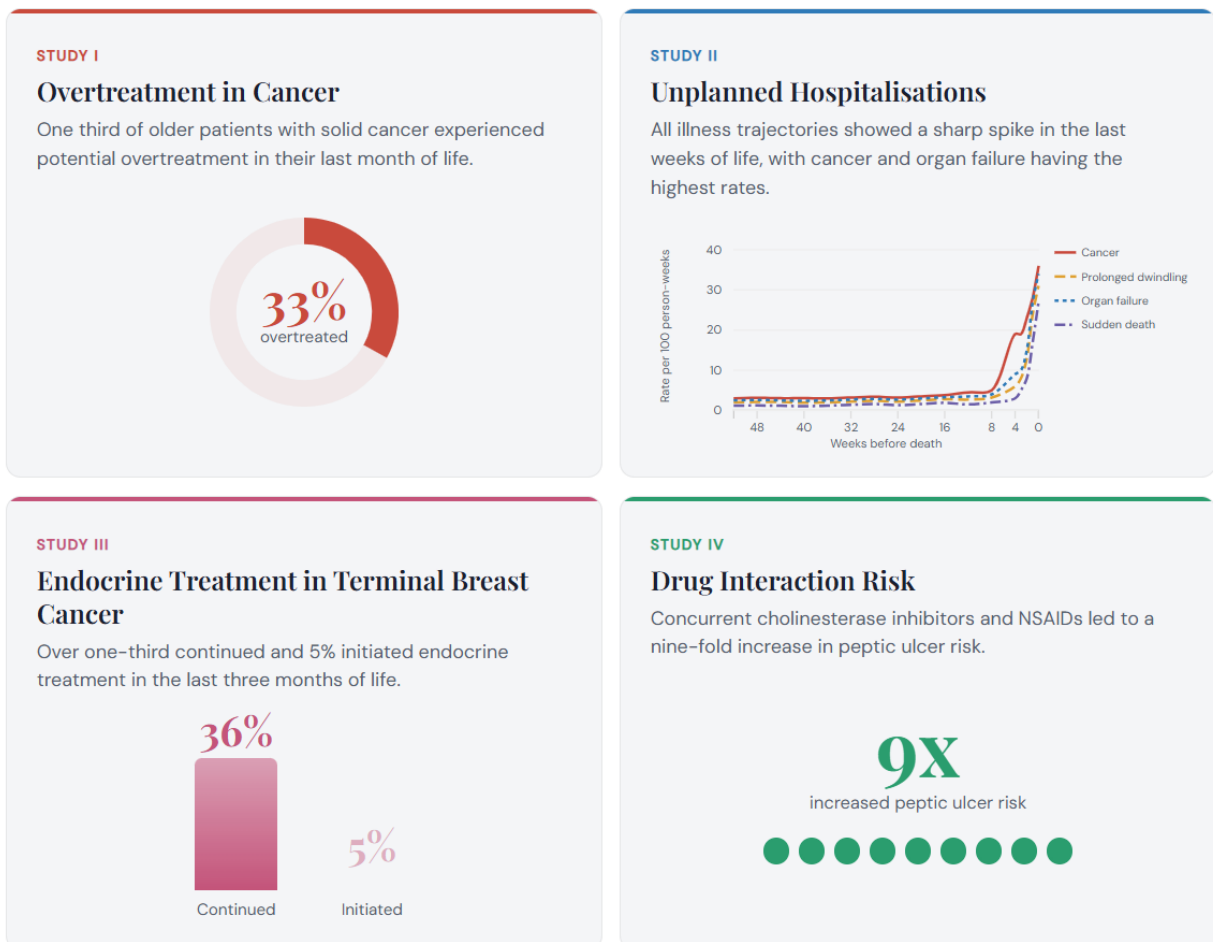 STUDY I
Overtreatment in Cancer
One third of older patients with solid cancer experienced
potential overtreatment in their last month of life.
33%
overtreated
STUDY II
Unplanned Hospitalisations
All illness trajectories showed a sharp spike in the last
weeks of life, with cancer and organ failure having the
highest rates.
Rate per 100 person-weeks
40
30
20
10
0
48 40 32 24 16 8 4 0
Weeks before death
Cancer
Prolonged dwindling
Organ failure
Sudden death
STUDY III
Endocrine Treatment in Terminal Breast
Cancer
Over one-third continued and 5% initiated endocrine
treatment in the last three months of life.
36%
5%
Continued Initiated
STUDY IV
Drug Interaction Risk
Concurrent cholinesterase inhibitors and NSAIDs led to a
nine-fold increase in peptic ulcer risk.
9x
increased peptic ulcer risk